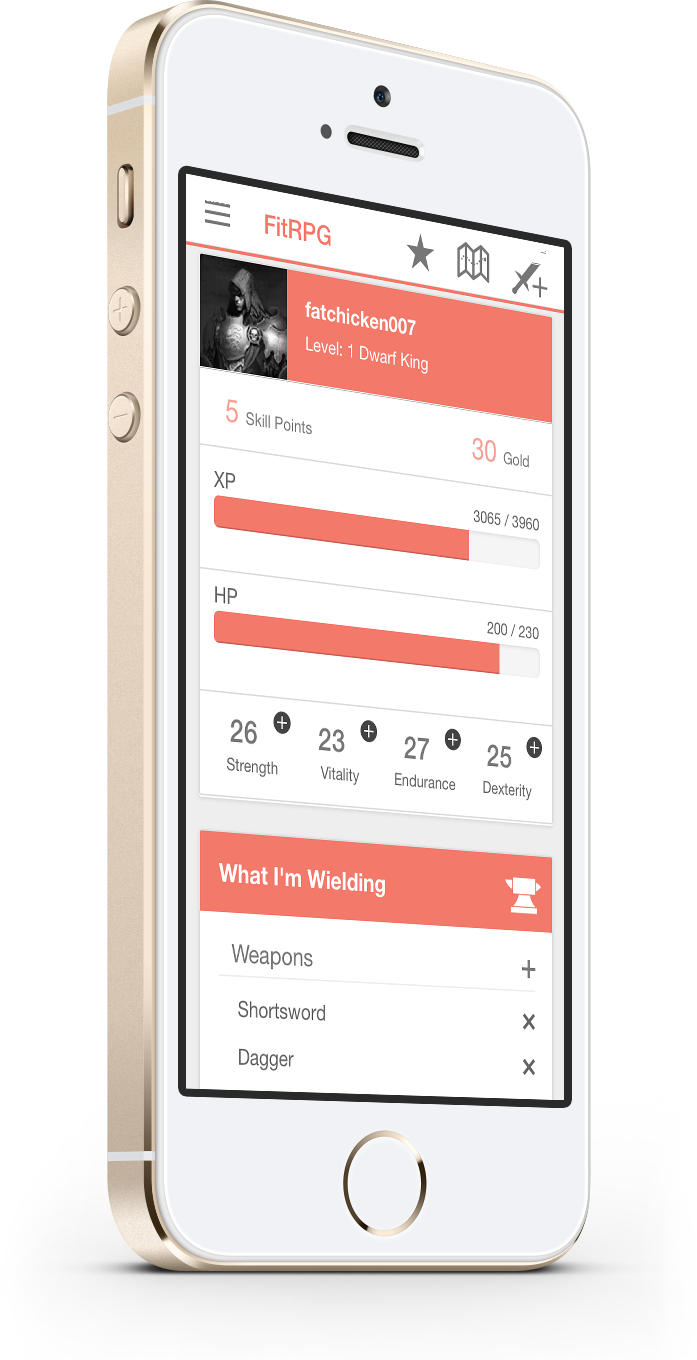 FitRPG
fatchicken007
Level: 1 Dwarf King
5 Skill Points
30 Gold
XP
3065 / 3960
HP
200 / 230
26
23
27
25
Strength
Vitality
Endurance
Dexterity
What I'm Wielding
Weapons
Shortsword
Dagger